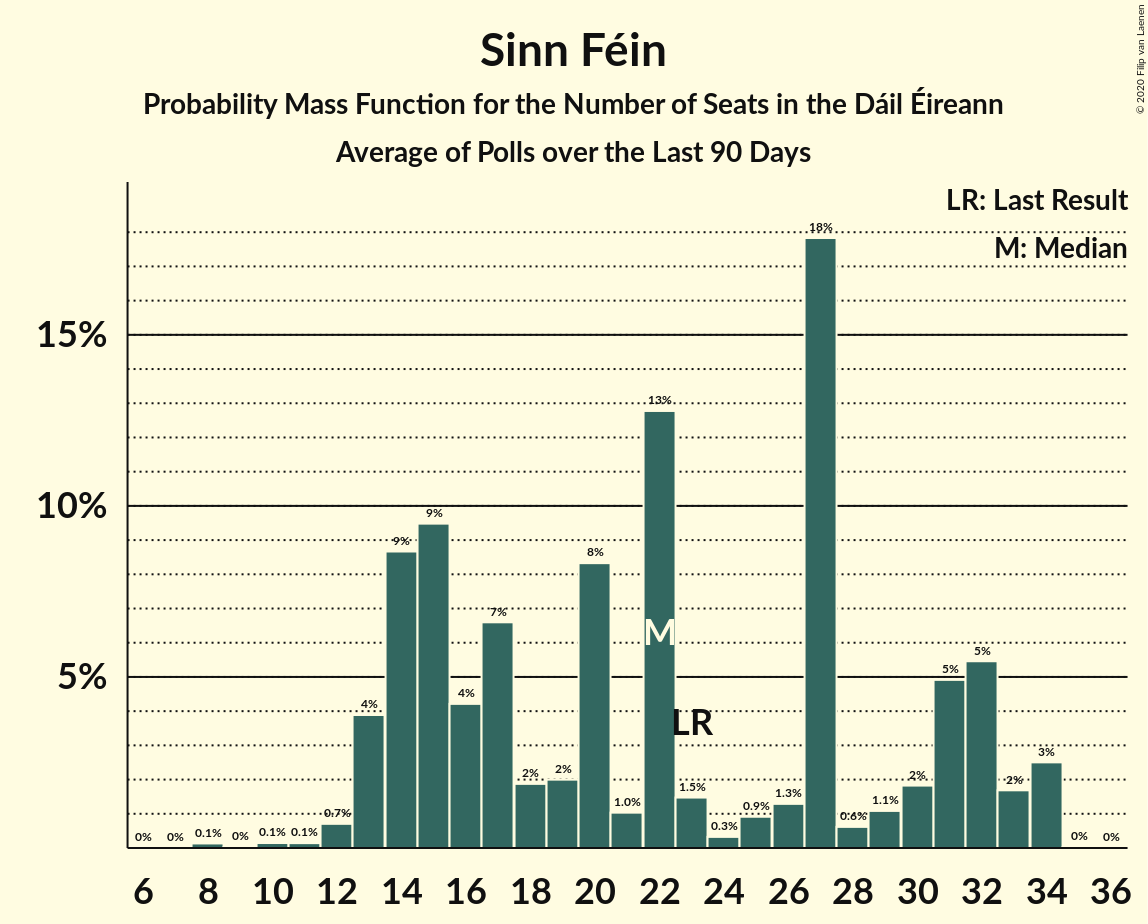 © 2020 Filip van Laenen
Sinn Féin
Probability Mass Function for the Number of Seats in the Dáil Éireann
Average of Polls over the Last 90 Days
LR: Last Result
M: Median
15%
10%
5%
0% 0% 0.1% 0% 0.1% 0.1% 0.7% 4% 9% 9% 4% 7% 2% 2% 8% 1.0% 13% 1.5% 0.3% 0.9% 1.3% 18% 0.6% 1.1% 2% 5% 5% 2% 3% 0% 0%
M
LR
6 8 10 12 14 16 18 20 22 24 26 28 30 32 34 36